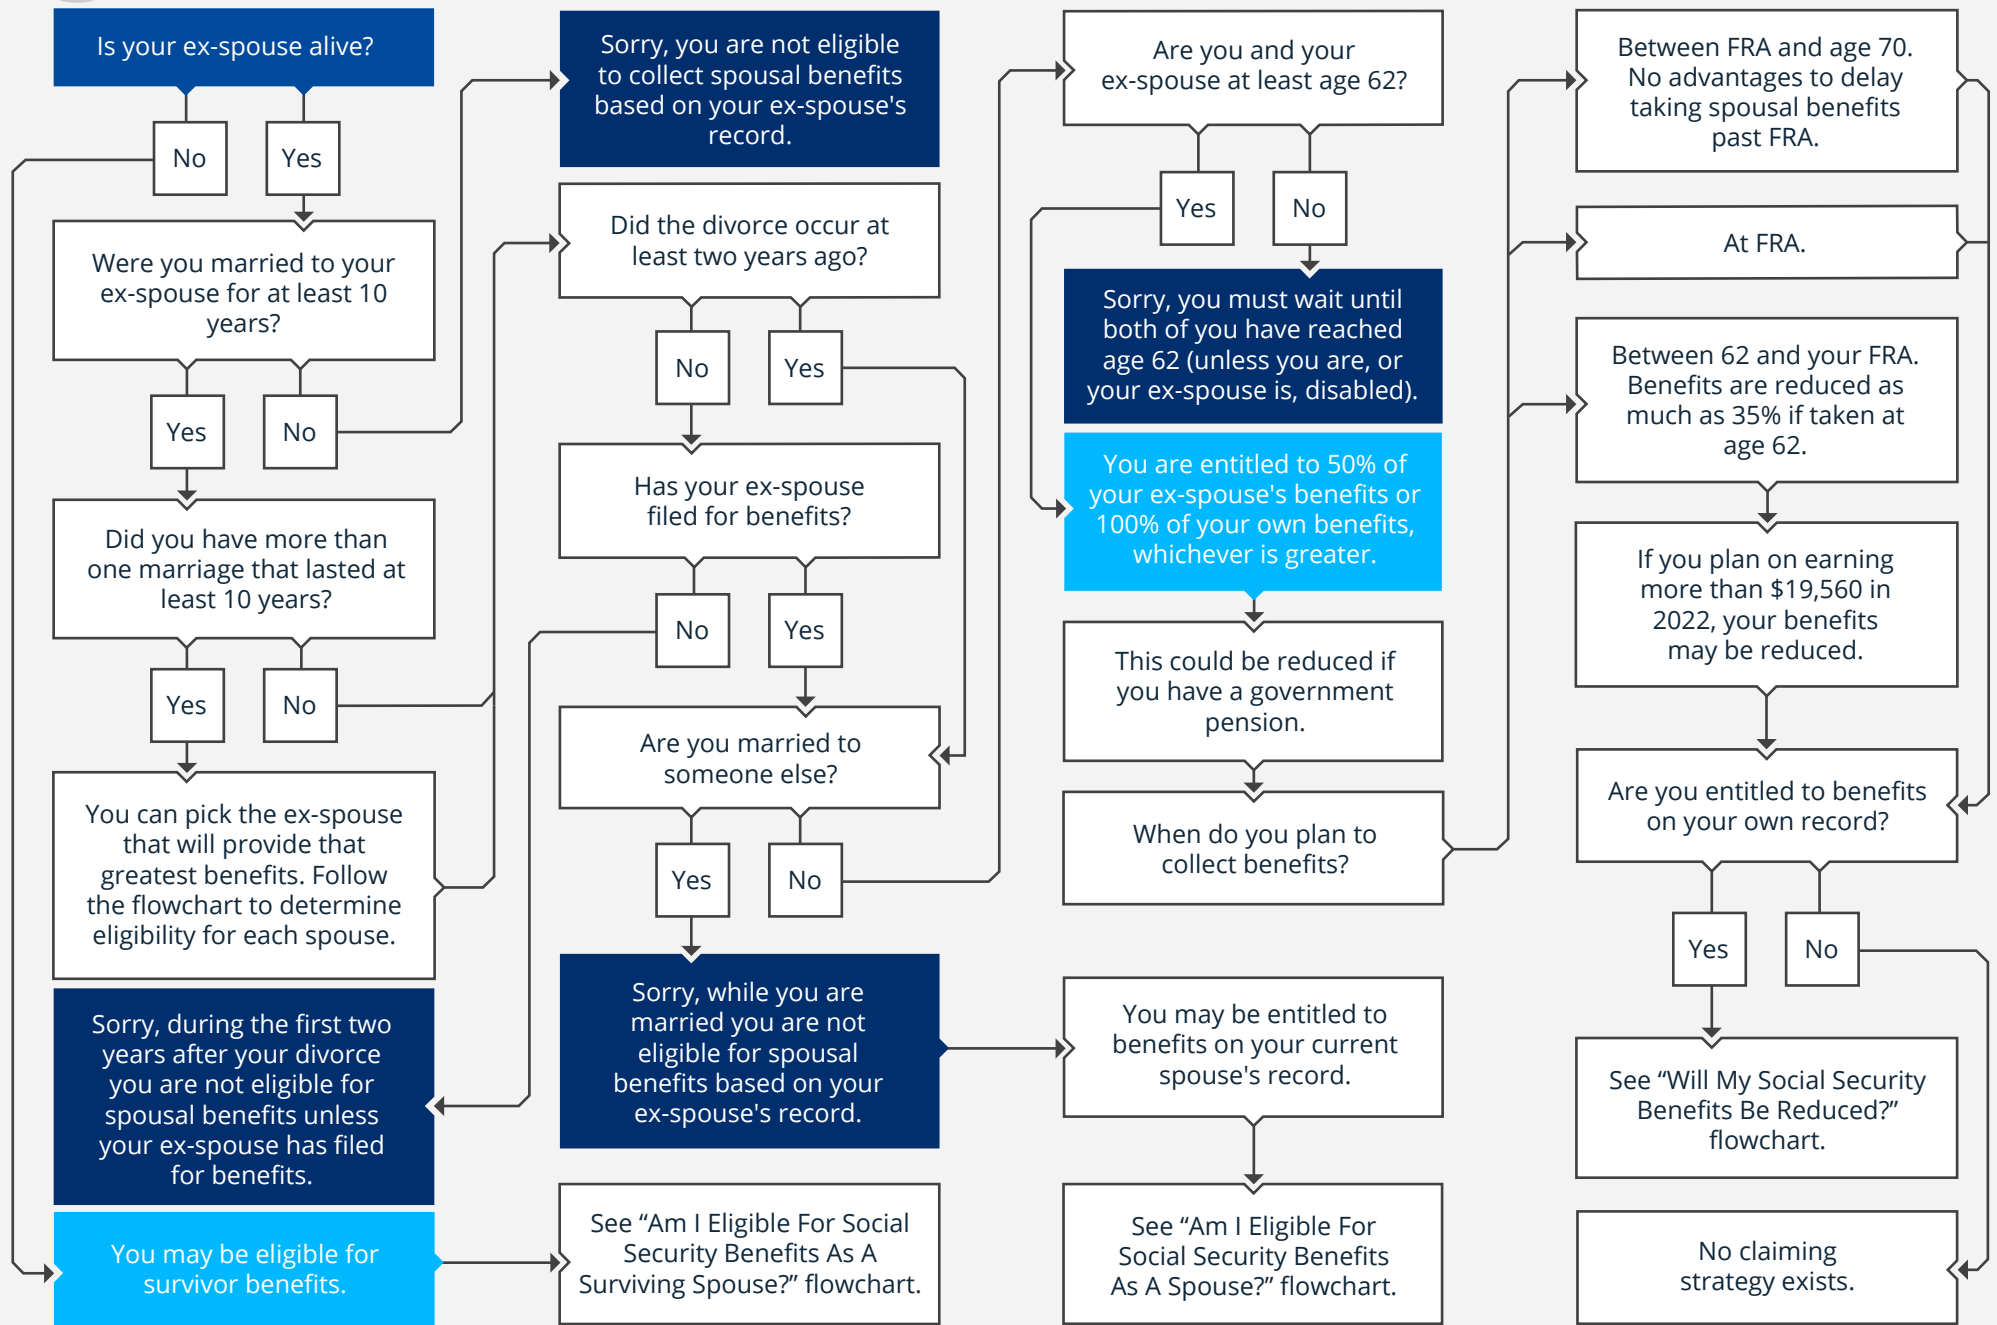 Is your ex-spouse alive?
No
Yes
Were you married to your
ex-spouse for at least 10
years?
Yes
No
Did you have more than
one marriage that lasted at
least 10 years?
Yes
No
You can pick the ex-spouse
that will provide that
greatest benefits. Follow
the flowchart to determine
eligibility for each spouse.
Sorry, during the first two
years after your divorce
you are not eligible for
spousal benefits unless
your ex-spouse has filed
for benefits.
You may be eligible for
survivor benefits.
Sorry, you are not eligible
to collect spousal benefits
based on your ex-spouse's
record.
Did the divorce occur at
least two years ago?
No
Yes
Has your ex-spouse
filed for benefits?
No
Yes
Are you married to
someone else?
Yes
No
Sorry, while you are
married you are not
eligible for spousal
benefits based on your
ex-spouse's record.
See “Am I Eligible For Social
Security Benefits As A
Surviving Spouse?” flowchart.
Are you and your
ex-spouse at least age 62?
Yes
No
Sorry, you must wait until
both of you have reached
age 62 (unless you are, or
your ex-spouse is, disabled).
You are entitled to 50% of
your ex-spouse's benefits or
100% of your own benefits,
whichever is greater.
This could be reduced if
you have a government
pension.
When do you plan to
collect benefits?
You may be entitled to
benefits on your current
spouse's record.
See “Am I Eligible For
Social Security Benefits
As A Spouse?” flowchart.
Between FRA and age 70.
No advantages to delay
taking spousal benefits
past FRA.
At FRA.
Between 62 and your FRA.
Benefits are reduced as
much as 35% if taken at
age 62.
If you plan on earning
more than $19,560 in
2022, your benefits
may be reduced.
Are you entitled to benefits
on your own record?
Yes
No
See “Will My Social Security
Benefits Be Reduced?”
flowchart.
No claiming
strategy exists.